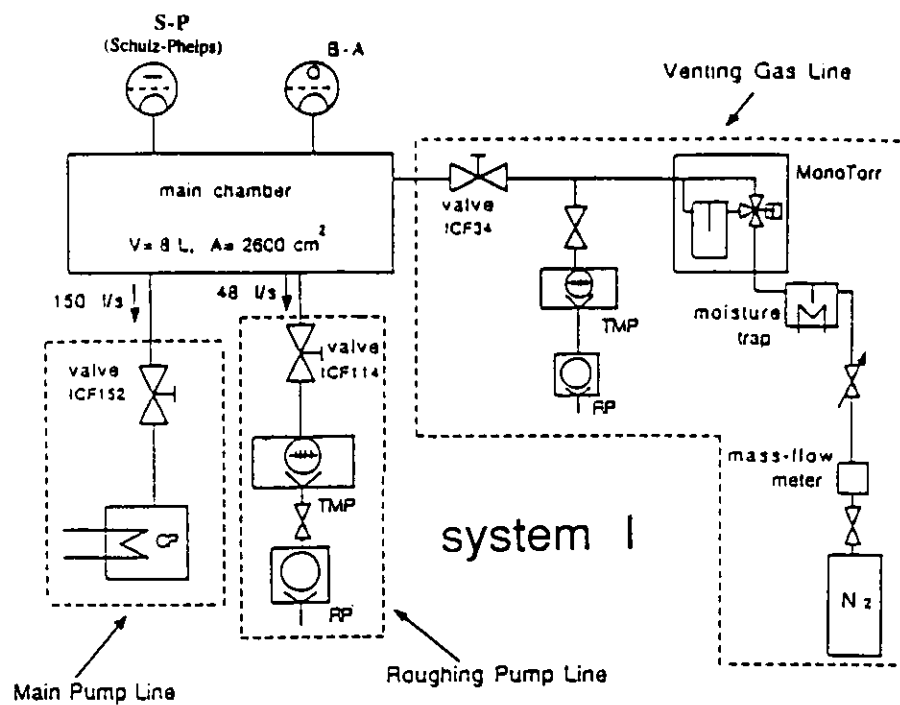 S-P
(Schulz-Phelps)
B-A
Venting Gas Line
main chamber
V= 8 L, A= 2600 cm²
valve
ICF34
MonoTorr
150 l/s
48 l/s
moisture
trap
TMP
RP
valve
ICF152
valve
ICF114
mass-flow
meter
TMP
CP
system I
N2
RP
Main Pump Line
Roughing Pump Line